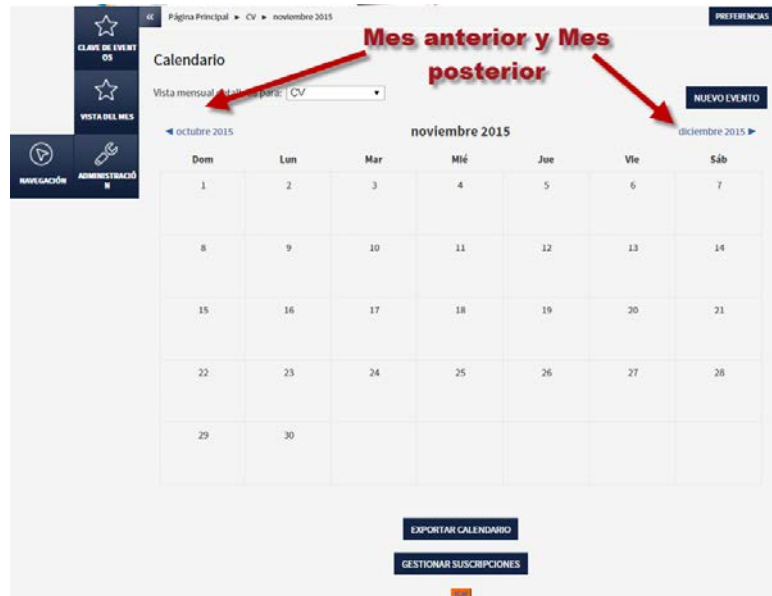 « Página Principal ► CV ► noviembre 2015
PREFERENCIAS
CLAVE DE EVENT
OS
VISTA DEL MES
NAVEGACIÓN
ADMINISTRACIÓ
N
Mes anterior y Mes
posterior
Calendario
Vista mensual para: CV
NUEVO EVENTO
◄ octubre 2015
noviembre 2015
diciembre 2015 ►
Dom Lun Mar Mié Jue Vie Sáb
1 2 3 4 5 6 7
8 9 10 11 12 13 14
15 16 17 18 19 20 21
22 23 24 25 26 27 28
29 30
EXPORTAR CALENDARIO
GESTIONAR SUSCRIPCIONES